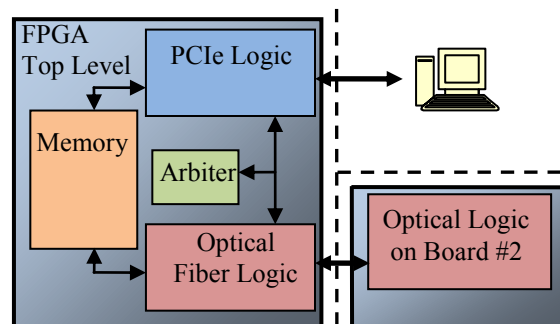 FPGA
Top Level
PCIe Logic
Memory
Arbiter
Optical
Fiber Logic
Optical Logic
on Board #2